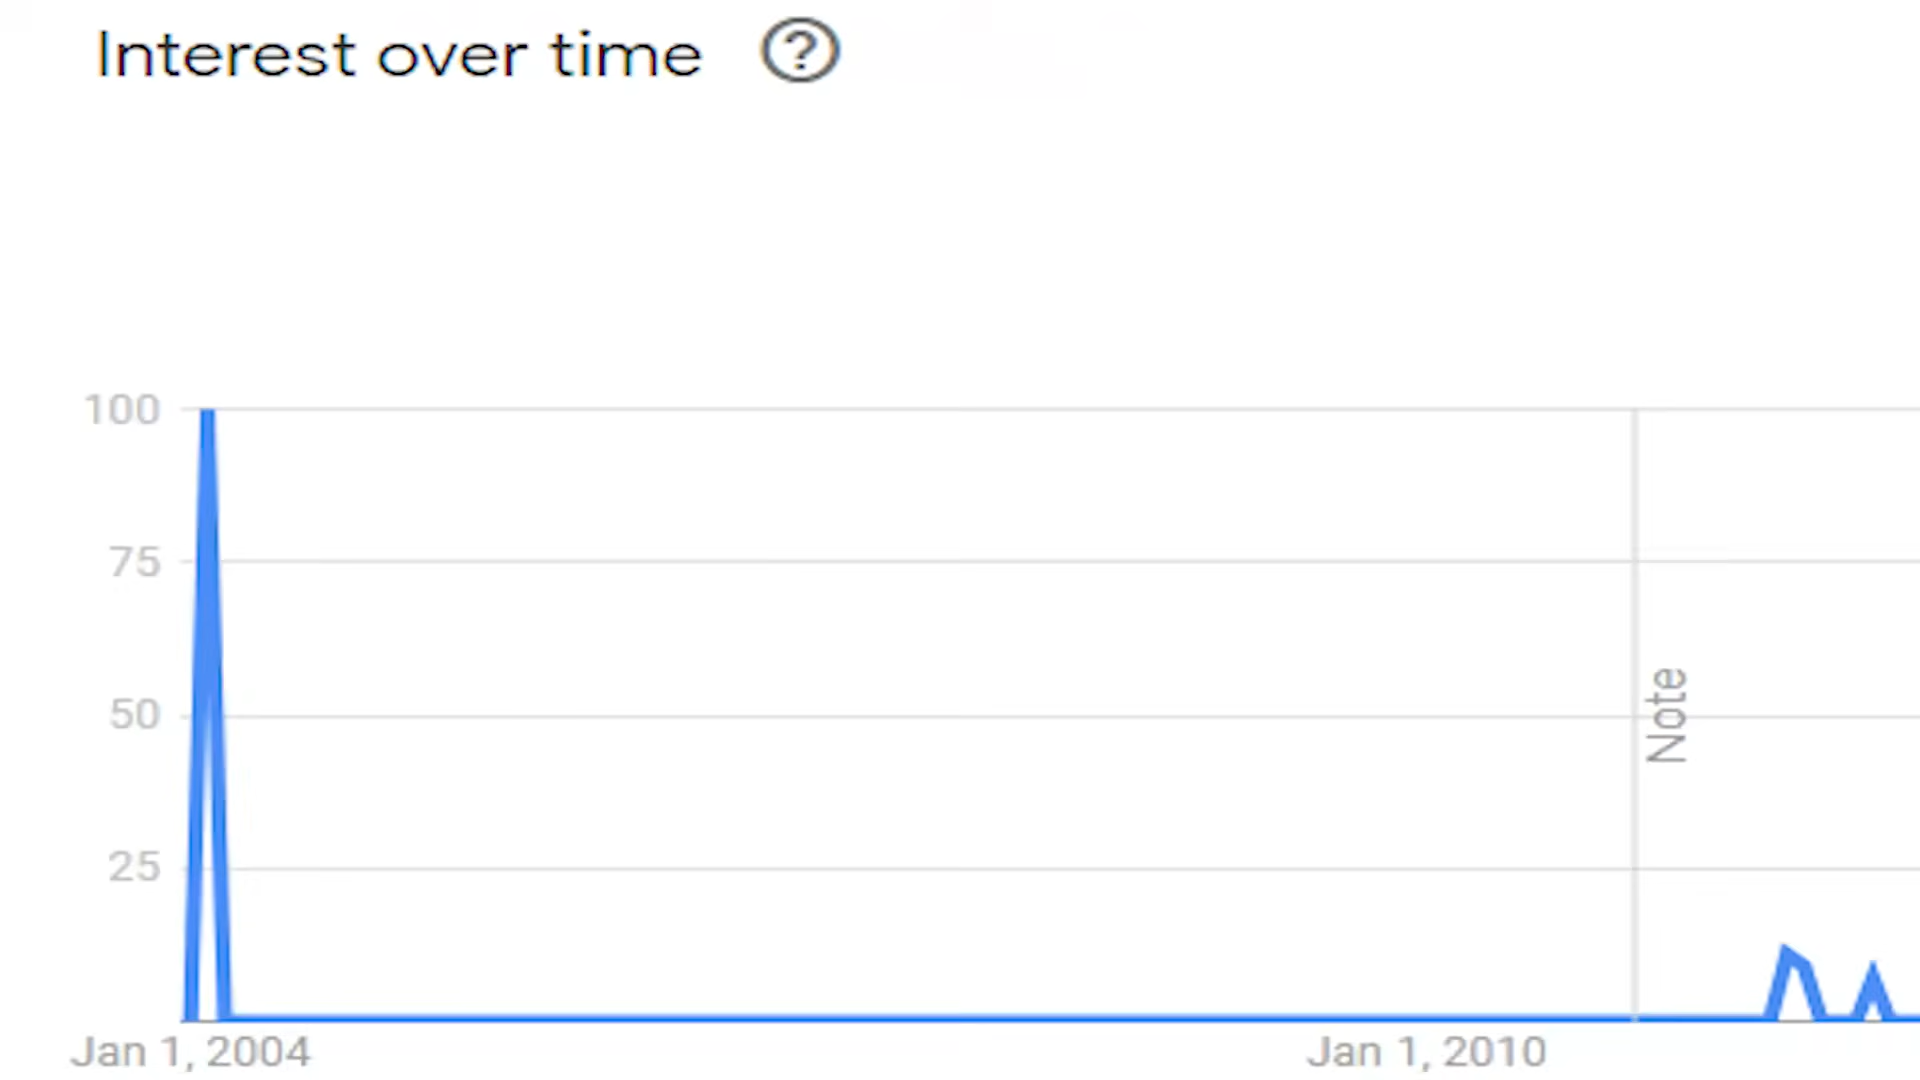 Interest over time ?
100
75
50
25
Note
Jan 1, 2004
Jan 1, 2010